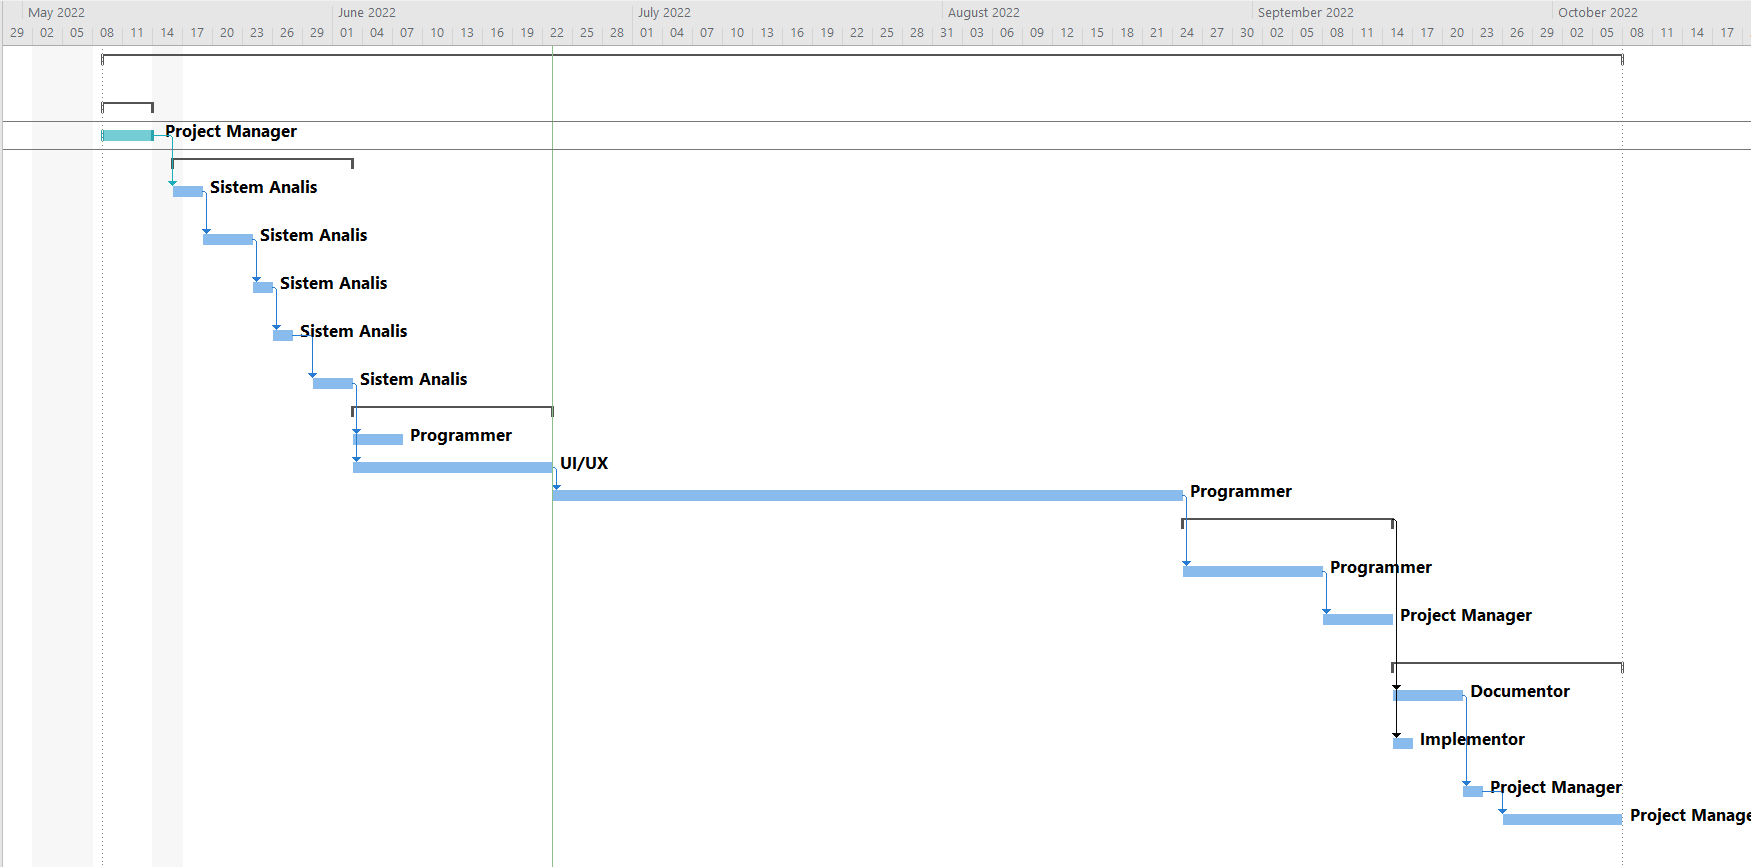 May 2022 June 2022 July 2022 August 2022 September 2022 October 2022
29 02 05 08 11 14 17 20 23 26 29 01 04 07 10 13 16 19 22 25 28 01 04 07 10 13 16 19 22 25 28 31 03 06 09 12 15 18 21 24 27 30 02 05 08 11 14 17 20 23 26 29 02 05 08 11 14 17
Project Manager
Sistem Analis
Sistem Analis
Sistem Analis
Sistem Analis
Sistem Analis
Programmer
UI/UX
Programmer
Programmer
Project Manager
Documentor
Implementor
Project Manager
Project Manage